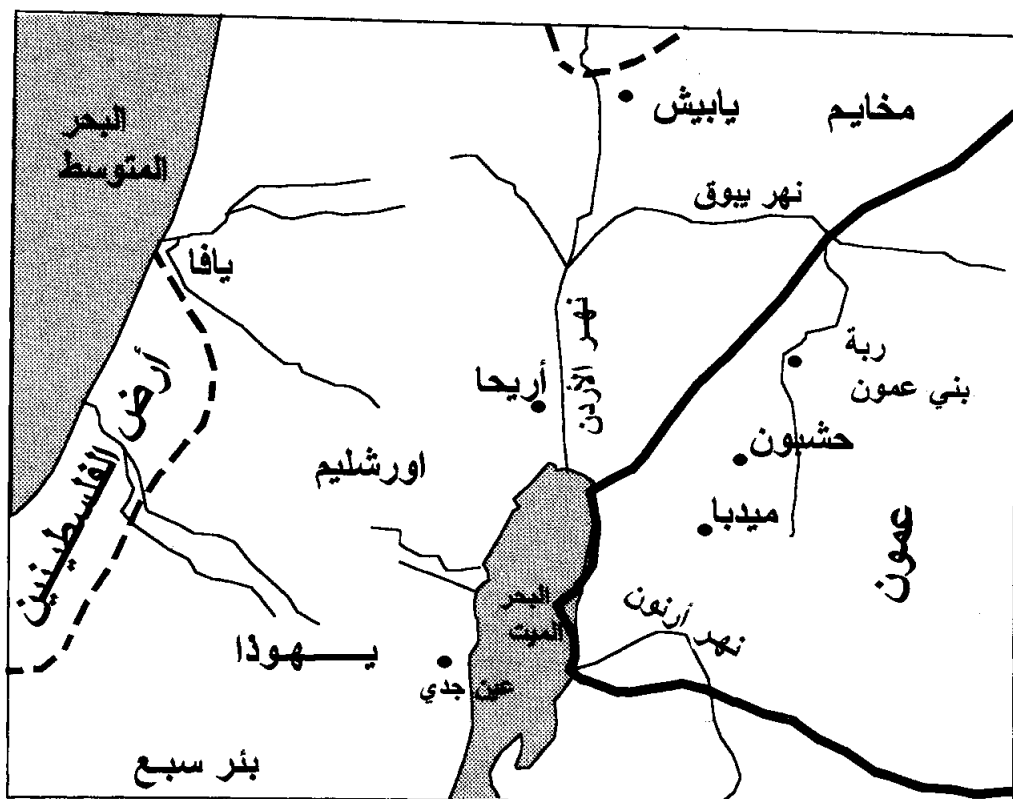 البحر
المتوسط
يابيش
مخايم
نهر يبوق
يافا
نهر الأردن
ربة
بني عمون
أريحا
حشبون
أرض الفلسطينين
اورشليم
ميدبا
عمون
البحر
الميت
نهر أرنون
يـــهوذا
عين جدي
بئر سبع